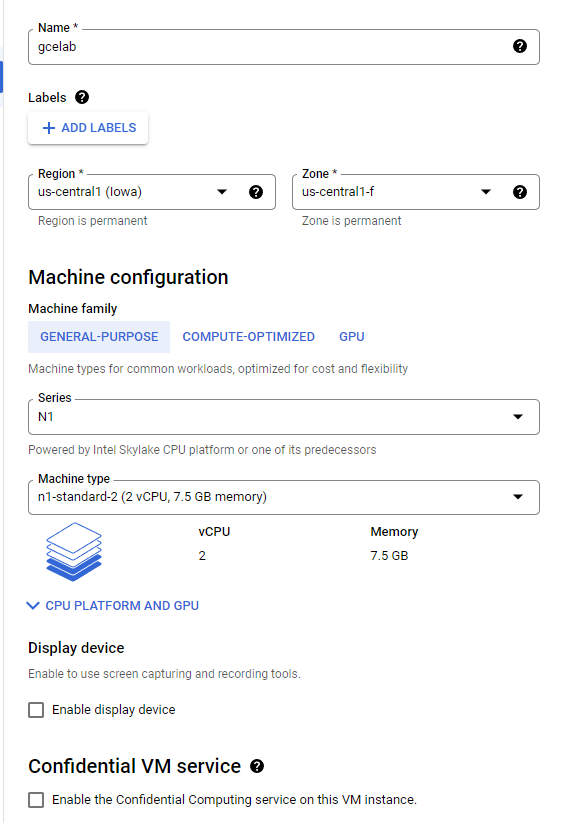 Name *
gcelab
Labels
ADD LABELS
Region * Zone *
us-central1 (Iowa) us-central1-f
Region is permanent Zone is permanent
Machine configuration
Machine family
GENERAL-PURPOSE COMPUTE-OPTIMIZED GPU
Machine types for common workloads, optimized for cost and flexibility
Series
N1
Powered by Intel Skylake CPU platform or one of its predecessors
Machine type
n1-standard-2 (2 vCPU, 7.5 GB memory)
vCPU Memory
2 7.5 GB
CPU PLATFORM AND GPU
Display device
Enable to use screen capturing and recording tools.
Enable display device
Confidential VM service
Enable the Confidential Computing service on this VM instance.